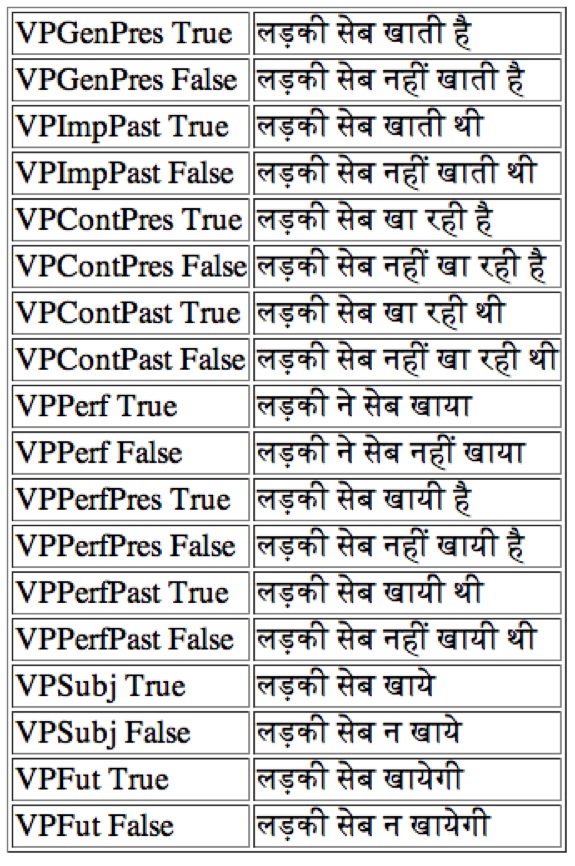 VPGenPres True लड़की सेब खाती है
VPGenPres False लड़की सेब नहीं खाती है
VPImpPast True लड़की सेब खाती थी
VPImpPast False लड़की सेब नहीं खाती थी
VPContPres True लड़की सेब खा रही है
VPContPres False लड़की सेब नहीं खा रही है
VPContPast True लड़की सेब खा रही थी
VPContPast False लड़की सेब नहीं खा रही थी
VPPerf True लड़की ने सेब खाया
VPPerf False लड़की ने सेब नहीं खाया
VPPerfPres True लड़की सेब खायी है
VPPerfPres False लड़की सेब नहीं खायी है
VPPerfPast True लड़की सेब खायी थी
VPPerfPast False लड़की सेब नहीं खायी थी
VPSubj True लड़की सेब खाये
VPSubj False लड़की सेब न खाये
VPFut True लड़की सेब खायेगी
VPFut False लड़की सेब न खायेगी